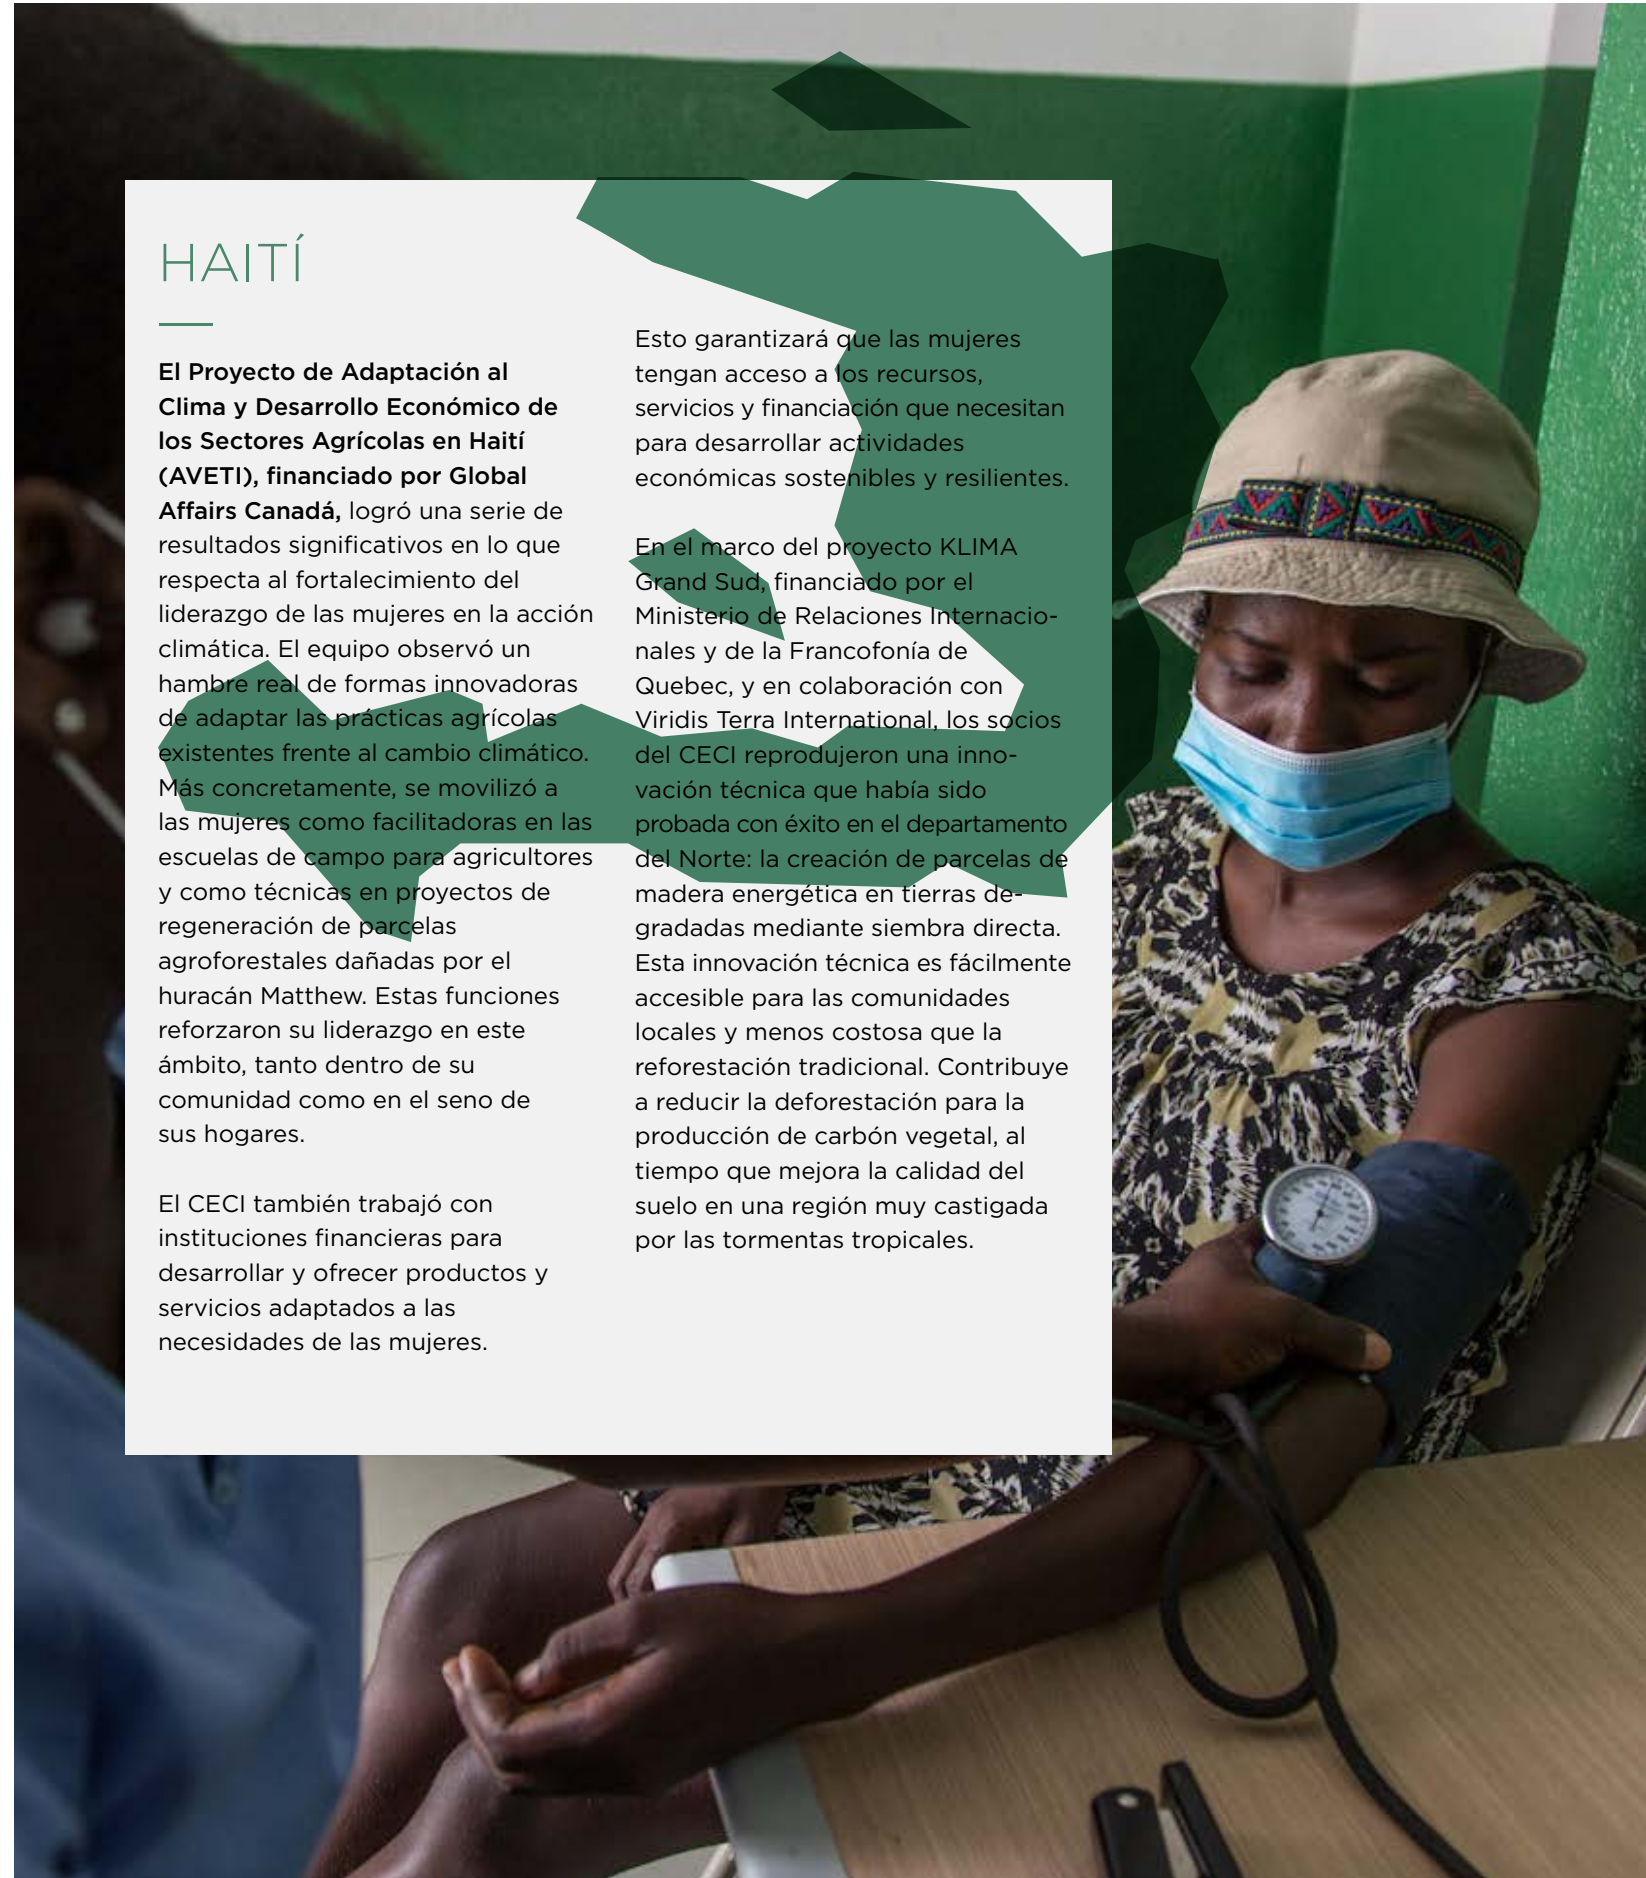 HAITÍ
El Proyecto de Adaptación al
Clima y Desarrollo Económico de
los Sectores Agrícolas en Haití
(AVETI), financiado por Global
Affairs Canadá, logró una serie de
resultados significativos en lo que
respecta al fortalecimiento del
liderazgo de las mujeres en la acción
climática. El equipo observó un
hambre real de formas innovadoras
de adaptar las prácticas agrícolas
existentes frente al cambio climático.
Más concretamente, se movilizó a
las mujeres como facilitadoras en las
escuelas de campo para agricultores
y como técnicas en proyectos de
regeneración de parcelas
agroforestales dañadas por el
huracán Matthew. Estas funciones
reforzaron su liderazgo en este
ámbito, tanto dentro de su
comunidad como en el seno de
sus hogares.
El CECI también trabajó con
instituciones financieras para
desarrollar y ofrecer productos y
servicios adaptados a las
necesidades de las mujeres.
Esto garantizará que las mujeres
tengan acceso a los recursos,
servicios y financiación que necesitan
para desarrollar actividades
económicas sostenibles y resilientes.
En el marco del proyecto KLIMA
Grand Sud, financiado por el
Ministerio de Relaciones Internacio-
nales y de la Francofonía de
Quebec, y en colaboración con
Viridis Terra International, los socios
del CECI reprodujeron una inno-
vación técnica que había sido
probada con éxito en el departamento
del Norte: la creación de parcelas de
madera energética en tierras de-
gradadas mediante siembra directa.
Esta innovación técnica es fácilmente
accesible para las comunidades
locales y menos costosa que la
reforestación tradicional. Contribuye
a reducir la deforestación para la
producción de carbón vegetal, al
tiempo que mejora la calidad del
suelo en una región muy castigada
por las tormentas tropicales.